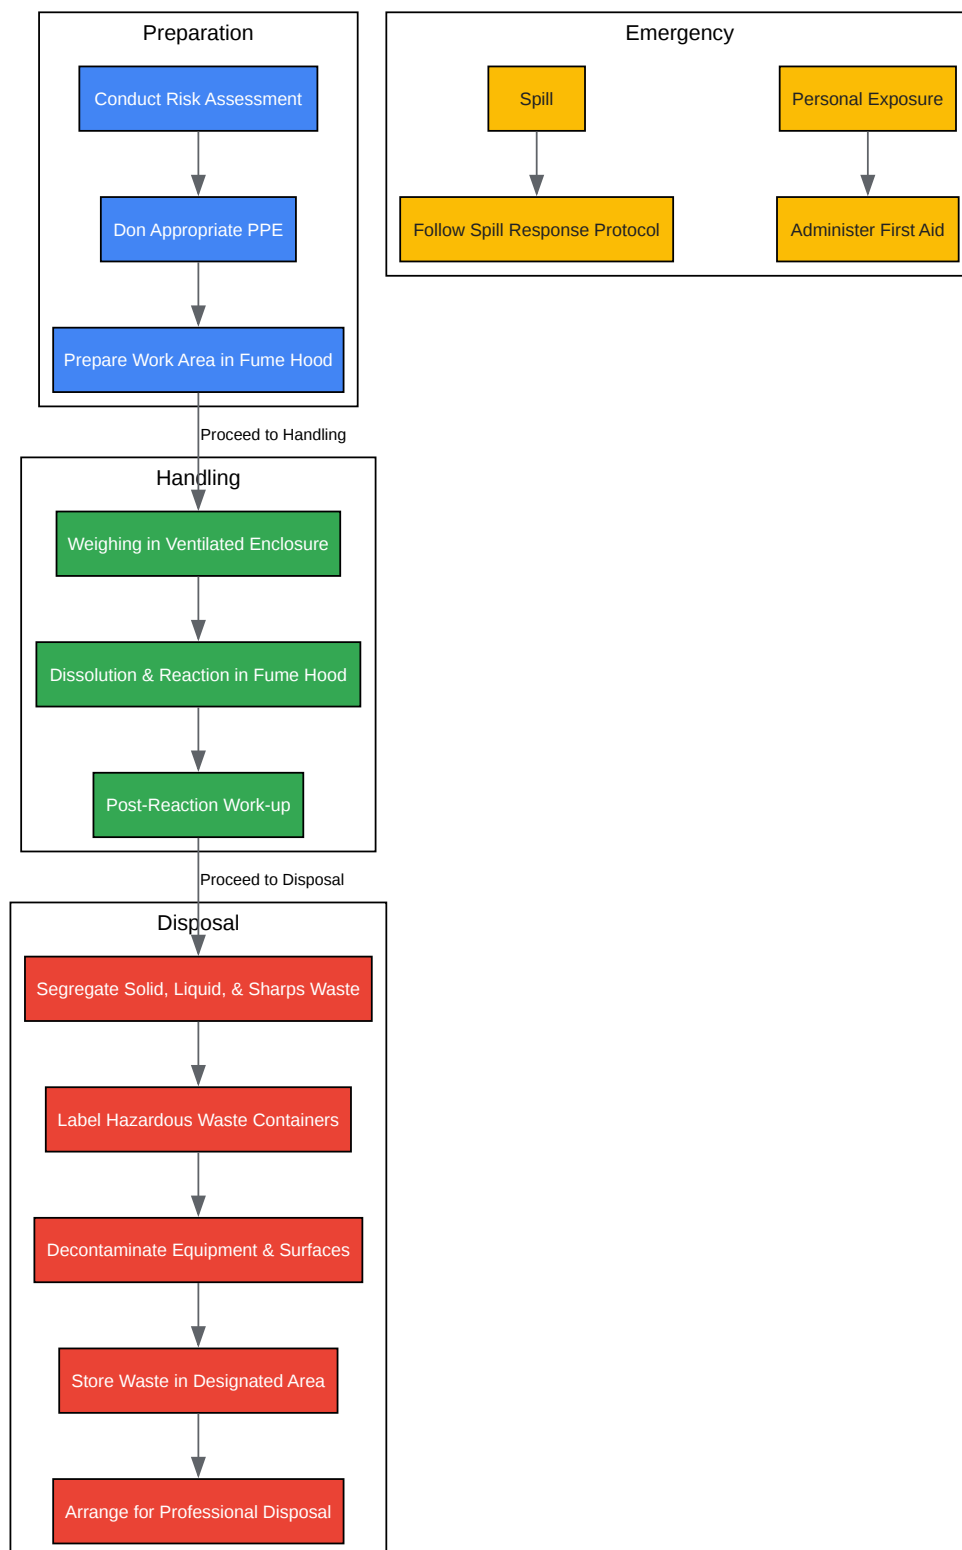 Preparation
Conduct Risk Assessment
Don Appropriate PPE
Prepare Work Area in Fume Hood
Proceed to Handling
Handling
Weighing in Ventilated Enclosure
Dissolution & Reaction in Fume Hood
Post-Reaction Work-up
Proceed to Disposal
Disposal
Segregate Solid, Liquid, & Sharps Waste
Label Hazardous Waste Containers
Decontaminate Equipment & Surfaces
Store Waste in Designated Area
Arrange for Professional Disposal
Emergency
Spill
Follow Spill Response Protocol
Personal Exposure
Administer First Aid